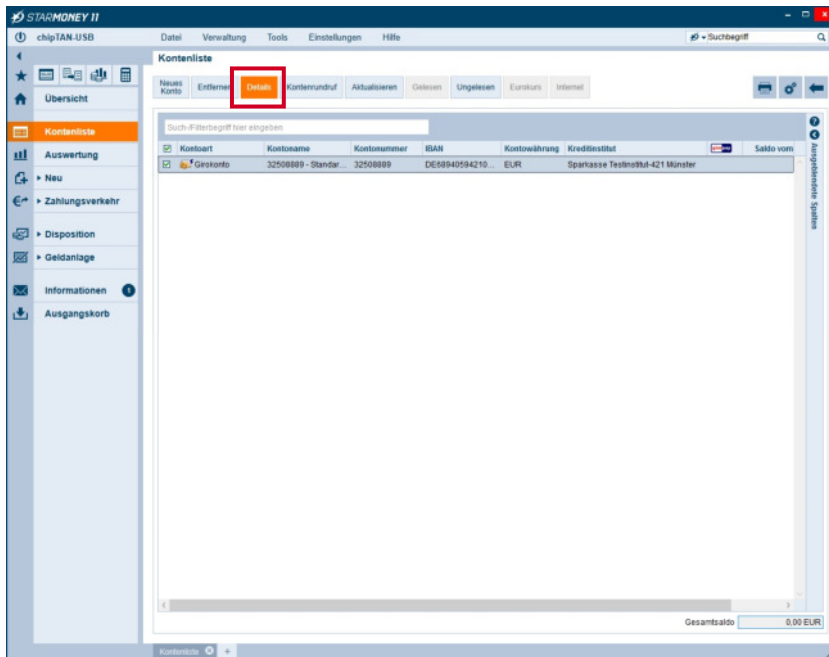 STARMONEY 11
chipTAN-USB
Datei Verwaltung Tools Einstellungen Hilfe
Suchbegriff
Kontenliste
Neues Konto Entfernen Details Kontenrundruf Aktualisieren Gelesen Ungelesen Eurokurs Internet
Übersicht
Kontenliste
Auswertung
Neu
Zahlungsverkehr
Disposition
Geldanlage
Informationen 1
Ausgangskorb
Such-/Filterbegriff hier eingeben
Kontoart Kontoname Kontonummer IBAN Kontowährung Kreditinstitut Saldo vom
Girokonto 32508889 - Standar... 32508889 DE68940594210... EUR Sparkasse Testinstitut-421 Münster
Ausgeblendete Spalten
Gesamtsaldo 0,00 EUR
Kontenliste